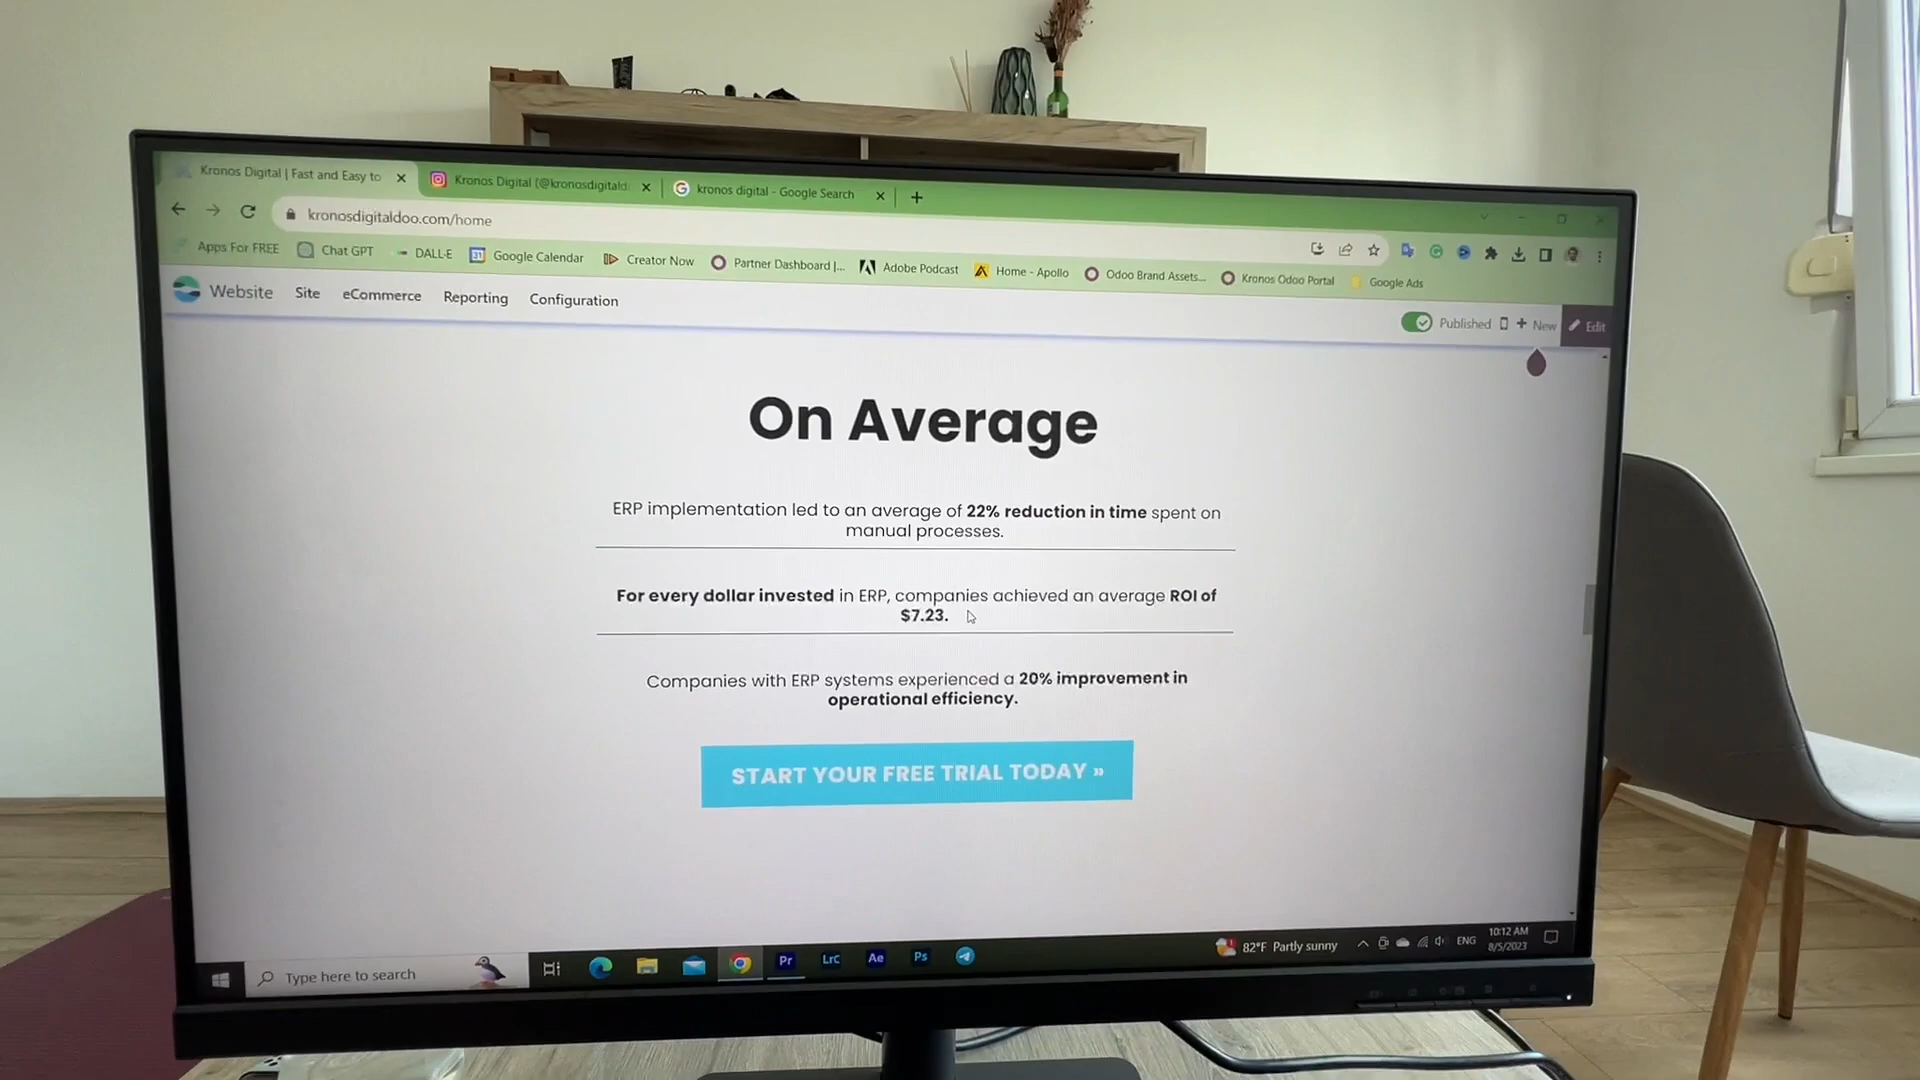 Kronos Digital | Fast and Easy to
Kronos Digital (@kronosdigitald
kronos digital - Google Search
kronosdigitaldoo.com/home
Apps For FREE
Chat GPT
DALL·E
31
Google Calendar
Creator Now
Partner Dashboard |...
Adobe Podcast
Home - Apollo
Odoo Brand Assets...
Kronos Odoo Portal
Google Ads
Website
Site
eCommerce
Reporting
Configuration
Published
+ New
Edit
On Average
ERP implementation led to an average of 22% reduction in time spent on
manual processes.
For every dollar invested in ERP, companies achieved an average ROI of
$7.23.
Companies with ERP systems experienced a 20% improvement in
operational efficiency.
START YOUR FREE TRIAL TODAY »
Type here to search
Pr
LrC
Ae
Ps
82°F Partly sunny
ENG
10:12 AM
8/5/2023